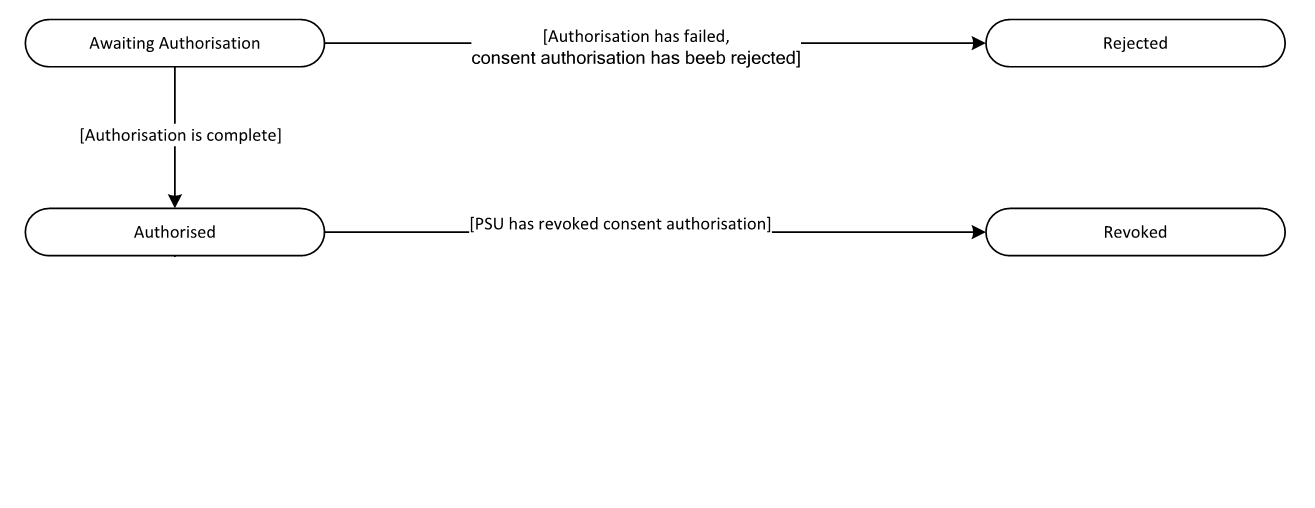 Awaiting Authorisation
[Authorisation has failed,
consent authorisation has beeb rejected]
Rejected
[Authorisation is complete]
Authorised
[PSU has revoked consent authorisation]
Revoked